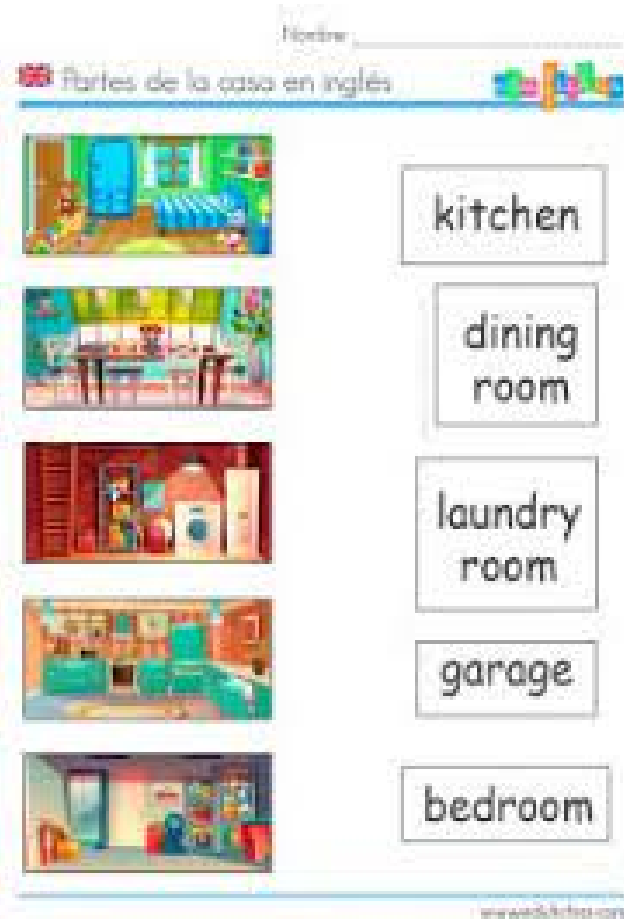 Nombre
Partes de la casa en inglés
kitchen
dining
room
laundry
room
garage
bedroom